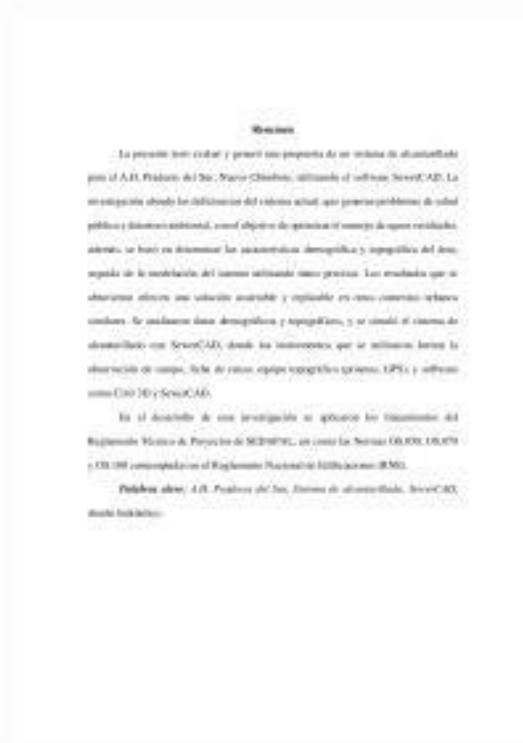 Resumen
La presente tesis evaluó y generó una propuesta de un sistema de alcantarillado
para el A.H. Praderas del Sur, Nuevo Chimbote, utilizando el software SewerCAD. La
investigación aborda las deficiencias del sistema actual, que generan problemas de salud
pública y deterioro ambiental, con el objetivo de optimizar el manejo de aguas residuales,
además, se basó en determinar las características demográfica y topográfica del área,
seguida de la modelación del sistema utilizando datos precisos. Los resultados que se
obtuvieron ofrecen una solución sostenible y replicable en otros contextos urbanos
similares. Se analizaron datos demográficos y topográficos, y se simuló el sistema de
alcantarillado con SewerCAD, donde los instrumentos que se utilizaron fueron la
observación de campo, ficha de equipo topográfico GPS), y software
como Civil 3D y SewerCAD.
En el desarrollo de esta investigación se aplicaron los lineamientos del
Reglamento Técnico de Proyectos de SEDAPAL, así como las Normas OS.050, OS.070
y OS.100 contempladas en el Reglamento Nacional de Edificaciones (RNE).
Palabras clave: A.H. Praderas del Sur, Sistema de alcantarillado, SewerCAD,
diseño hidráulico.